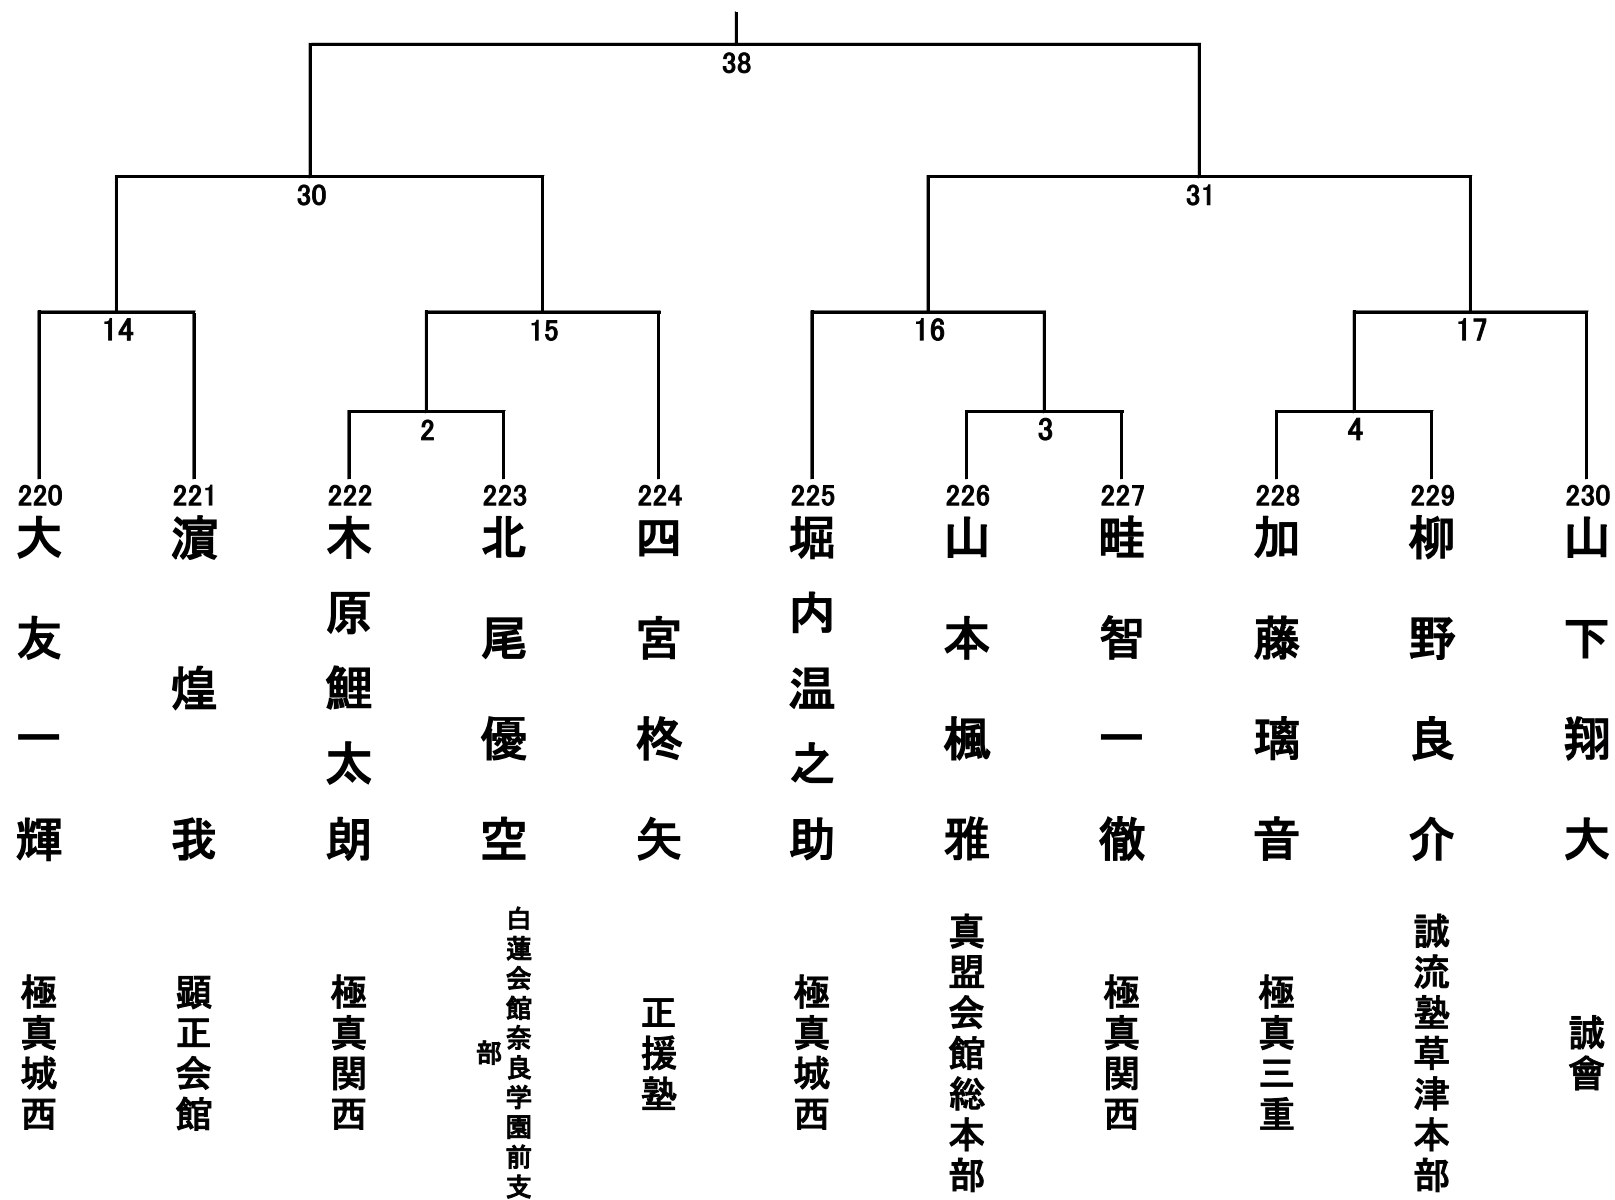 38
30
31
14
15
16
17
2
3
4
220
大友一輝
極真城西
221
濵煌我
顕正会館
222
木原鯉太朗
極真関西
223
北尾優空
白蓮会館奈良学園前支
部
224
四宮柊矢
正援塾
225
堀内温之助
極真城西
226
山本楓雅
真盟会館総本部
227
畦智一徹
極真関西
228
加藤璃音
極真三重
229
柳野良介
誠流塾草津本部
230
山下翔大
誠會